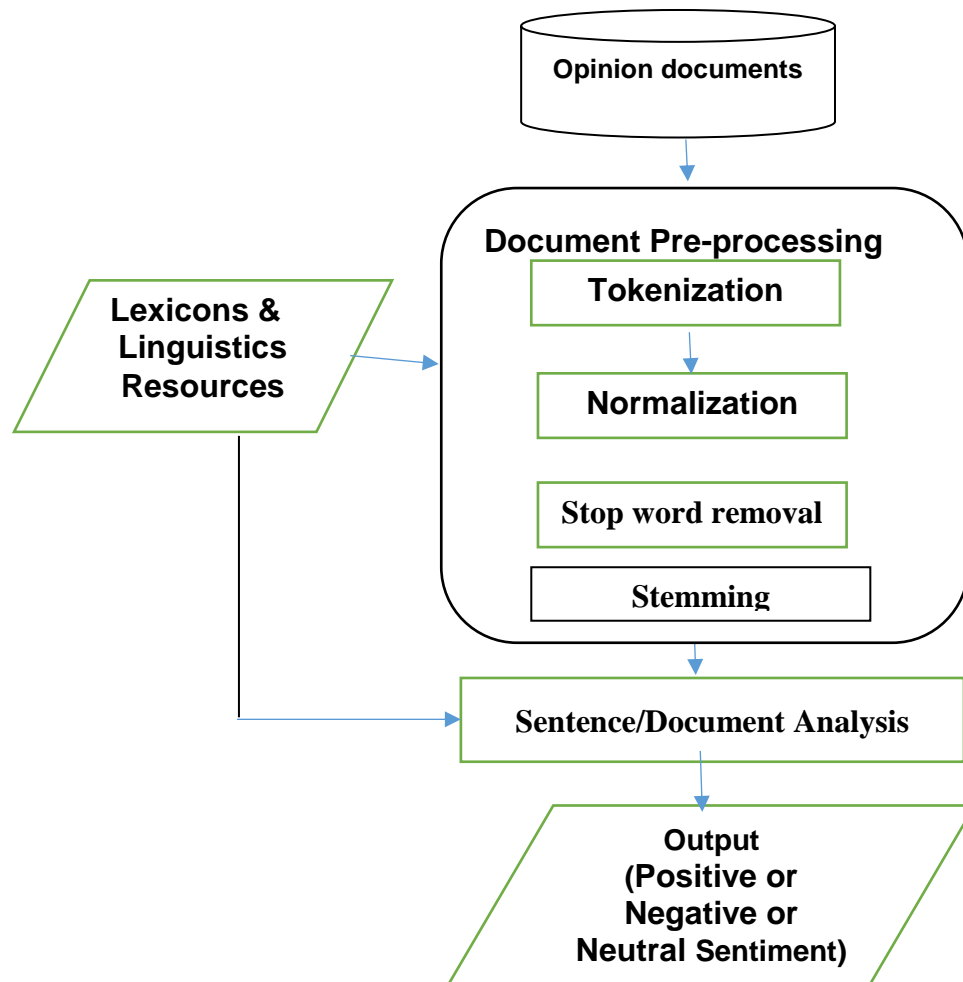 Opinion documents
Document Pre-processing
Tokenization
Lexicons &
Linguistics
Resources
Normalization
Stop word removal
Stemming
Sentence/Document Analysis
Output
(Positive or
Negative or
Neutral Sentiment)